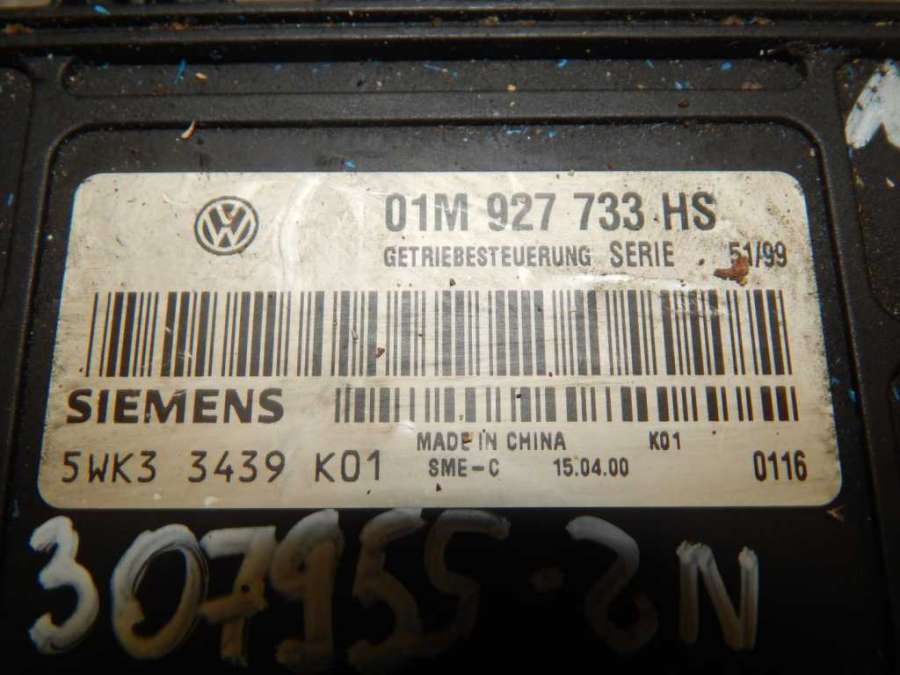 01M 927 733 HS
GETRIEBESTEUERUNG SERIE 51/99
SIEMENS
MADE IN CHINA K01
5WK3 3439 K01 SME-C 15.04.00 0116
307955-2N